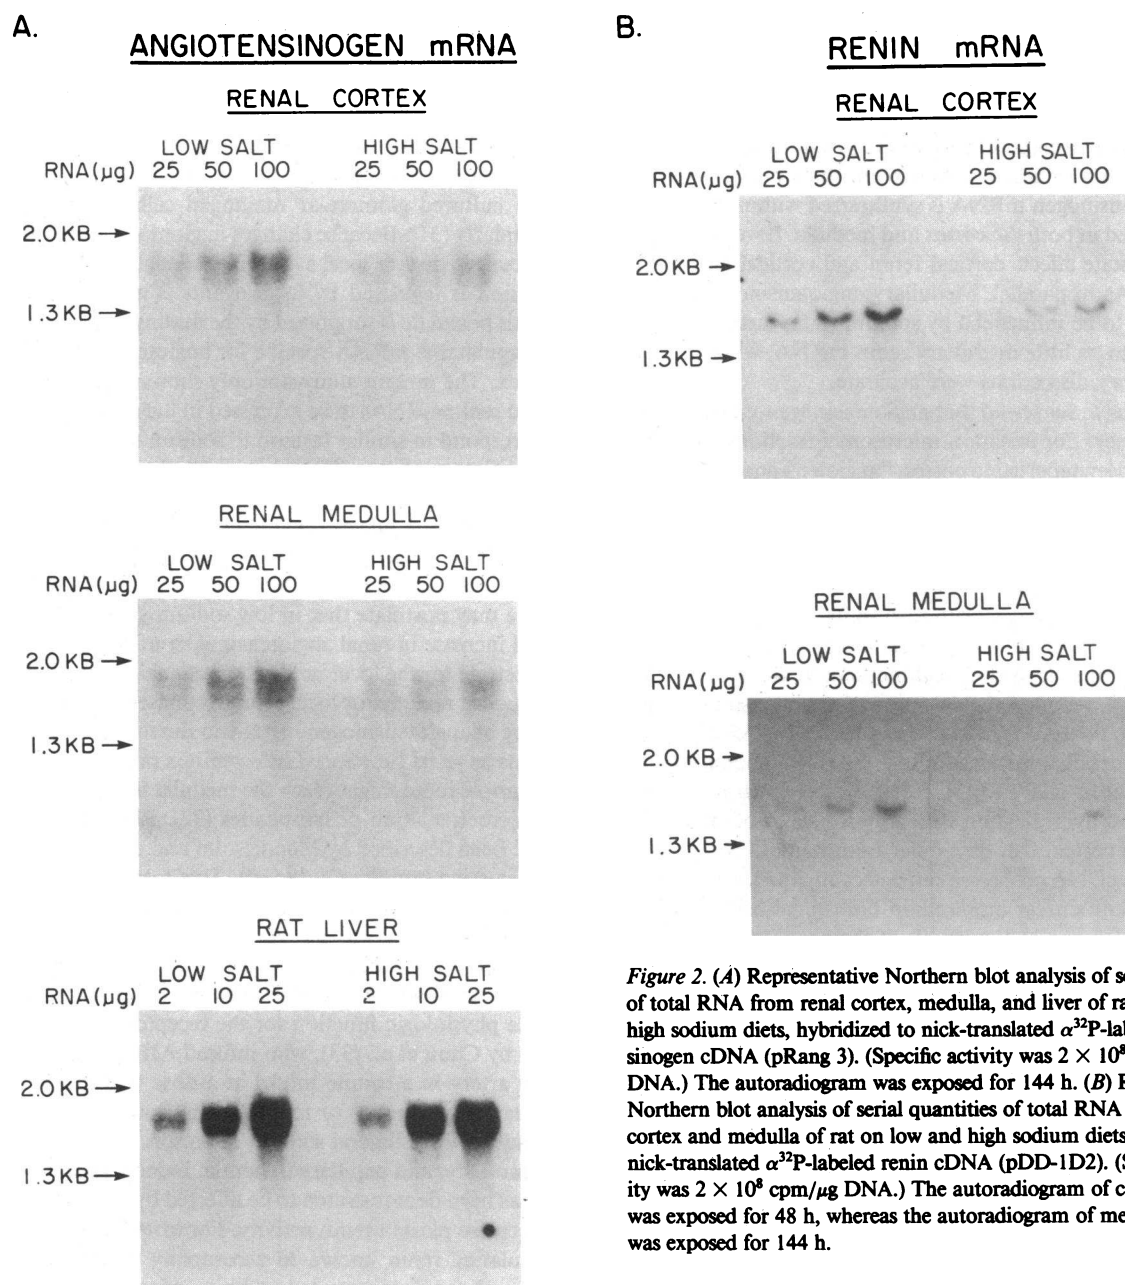 A.
ANGIOTENSINOGEN mRNA
RENAL CORTEX
LOW SALT HIGH SALT
RNA(µg) 25 50 100 25 50 100
2.0 KB
1.3 KB
RENAL MEDULLA
LOW SALT HIGH SALT
RNA(µg) 25 50 100 25 50 100
2.0 KB
1.3 KB
RAT LIVER
LOW SALT HIGH SALT
RNA(µg) 2 10 25 2 10 25
2.0 KB
1.3 KB
B.
RENIN mRNA
RENAL CORTEX
LOW SALT HIGH SALT
RNA(µg) 25 50 100 25 50 100
2.0 KB
1.3 KB
RENAL MEDULLA
LOW SALT HIGH SALT
RNA(µg) 25 50 100 25 50 100
2.0 KB
1.3 KB
Figure 2. (A) Representative Northern blot analysis of se
of total RNA from renal cortex, medulla, and liver of ra
high sodium diets, hybridized to nick-translated α³²P-la
sinogen cDNA (pRang 3). (Specific activity was 2 × 10⁸
DNA.) The autoradiogram was exposed for 144 h. (B) R
Northern blot analysis of serial quantities of total RNA
cortex and medulla of rat on low and high sodium diets
nick-translated α³²P-labeled renin cDNA (pDD-1D2). (S
ity was 2 × 10⁸ cpm/µg DNA.) The autoradiogram of c
was exposed for 48 h, whereas the autoradiogram of me
was exposed for 144 h.